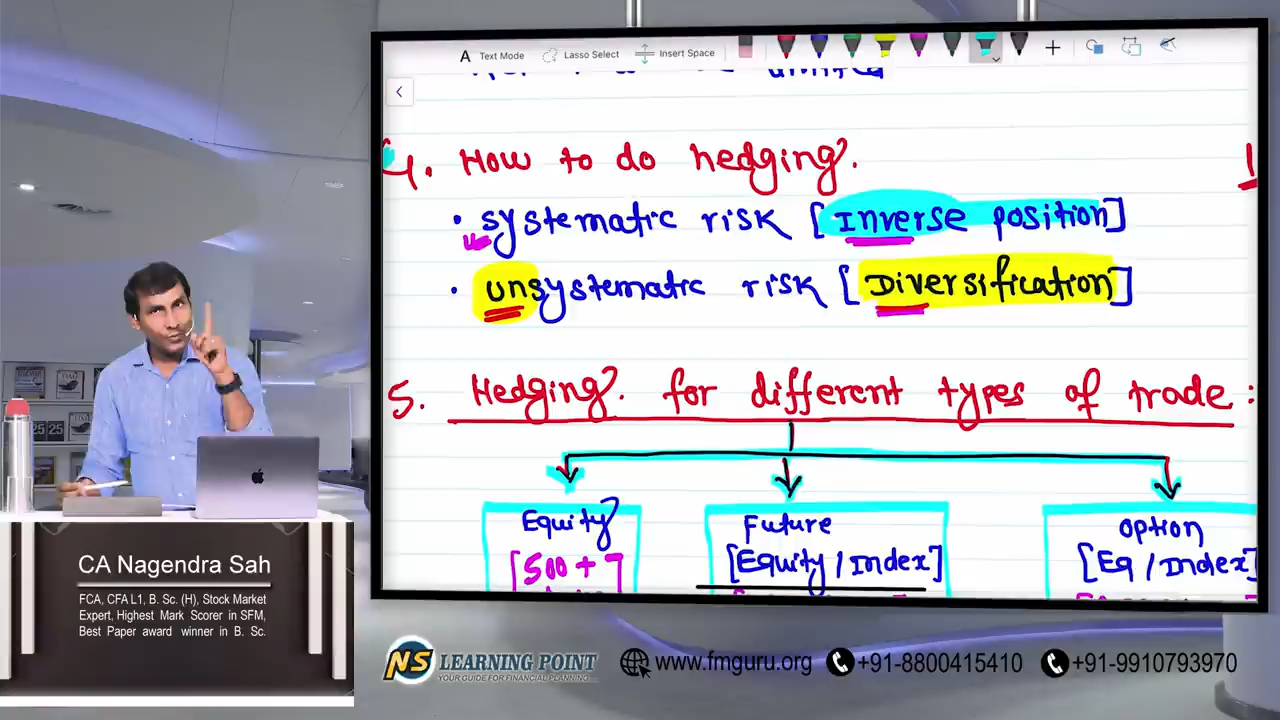 Text Mode
Lasso Select
Insert Space
4. How to do hedging.
• systematic risk [Inverse position]
• unsystematic risk [Diversification]
5. Hedging for different types of trade :
Equity
[500 +
Future
[Equity/Index]
option
[Eq/Index]
CA Nagendra Sah
FCA, CFA L1, B. Sc. (H), Stock Market
Expert, Highest Mark Scorer in SFM,
Best Paper award winner in B. Sc.
NS LEARNING POINT
YOUR GUIDE FOR FINANCIAL PLANNING....
www.fmguru.org
+91-8800415410
+91-9910793970